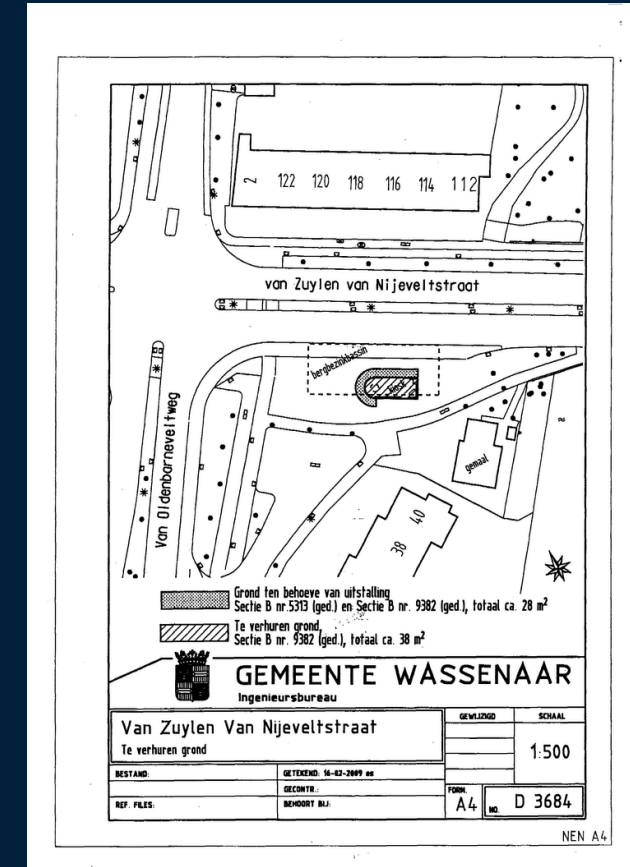 2 122 120 118 116 114 112
van Zuylen van Nijeveltstraat
bergbezinkbassin
kiosk
gemaal
Van Oldenbarneveltweg
38 40
Grond ten behoeve van uitstalling
Sectie B nr.5313 (ged.) en Sectie B nr. 9382 (ged.), totaal ca. 28 m²
Te verhuren grond,
Sectie B nr. 9382 (ged.), totaal ca. 38 m²
GEMEENTE WASSENAAR
Ingenieursbureau
Van Zuylen Van Nijeveltstraat
Te verhuren grond
GEWIJZIGD
SCHAAL
1:500
BESTAND:
GETEKEND: 16-02-2009 es
GECONTR.:
REF. FILES:
BEHOORT BIJ:
FORM.
A4
NO. D 3684
NEN A4